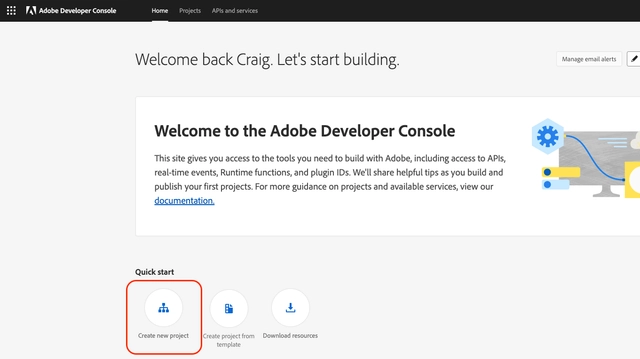 Adobe Developer Console Home Projects APIs and services
Welcome back Craig. Let's start building.
Manage email alerts
Welcome to the Adobe Developer Console
This site gives you access to the tools you need to build with Adobe, including access to APIs,
real-time events, Runtime functions, and plugin IDs. We'll share helpful tips as you build and
publish your first projects. For more guidance on projects and available services, view our
documentation.
Quick start
Create new project
Create project from
template
Download resources